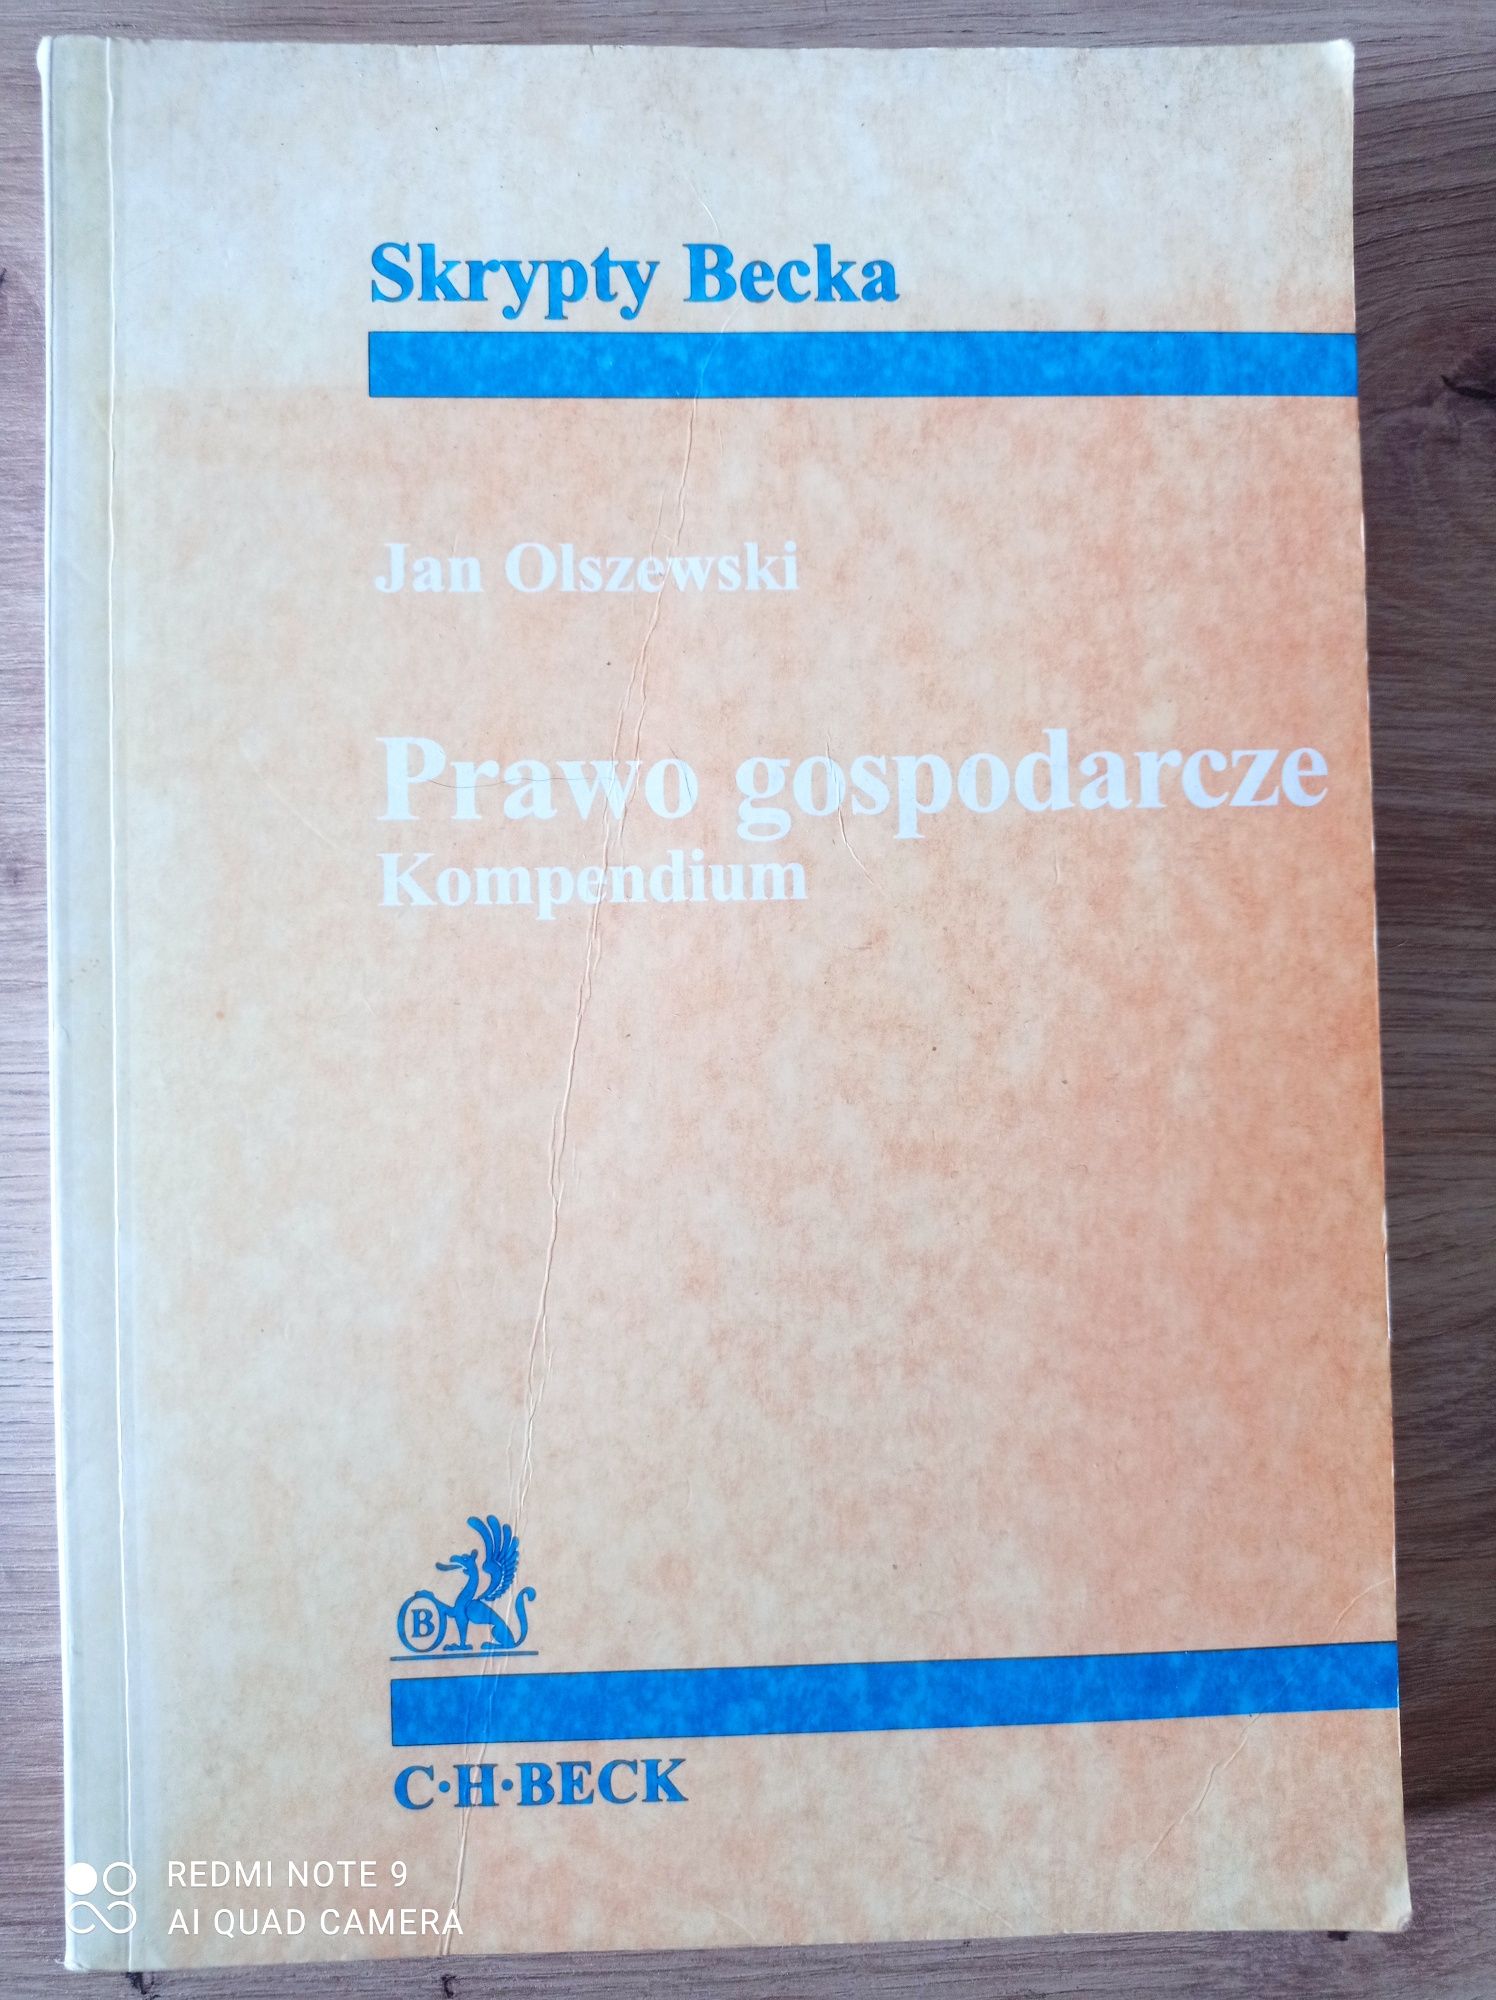 Skrypty Becka
Jan Olszewski
Prawo gospodarcze
Kompendium
B
C·H·BECK
REDMI NOTE 9
AI QUAD CAMERA